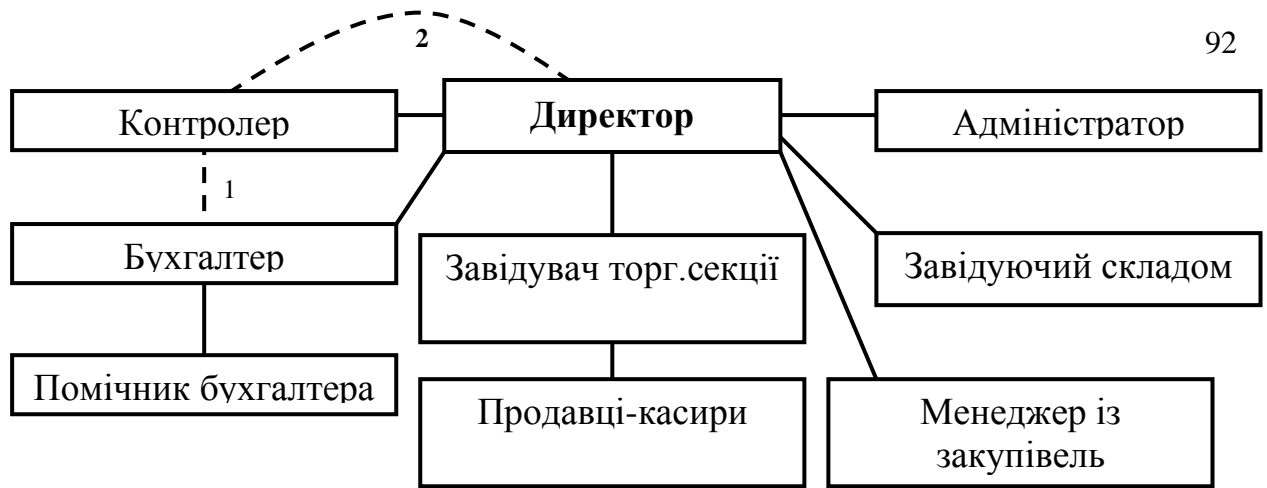 92
2
Контролер
Директор
Адміністратор
1
Бухгалтер
Завідувач торг.секції
Завідуючий складом
Помічник бухгалтера
Продавці-касири
Менеджер із
закупівель